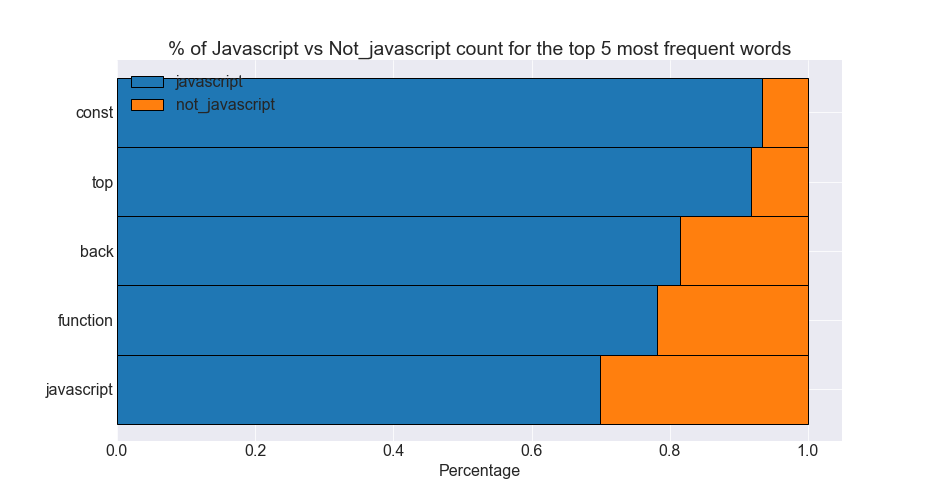 % of Javascript vs Not_javascript count for the top 5 most frequent words
javascript
not_javascript
const
top
back
function
javascript
0.0 0.2 0.4 0.6 0.8 1.0
Percentage